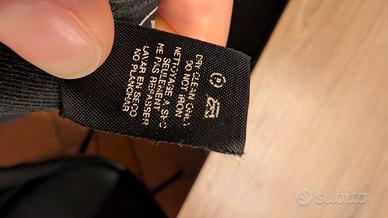 DRY CLEAN ONLY
DO NOT IRON
NETTOYAGE A SEC
SEULEMENT
NE PAS REPASSER
LAVAR EN SECO
NO PLANCHAR
subito